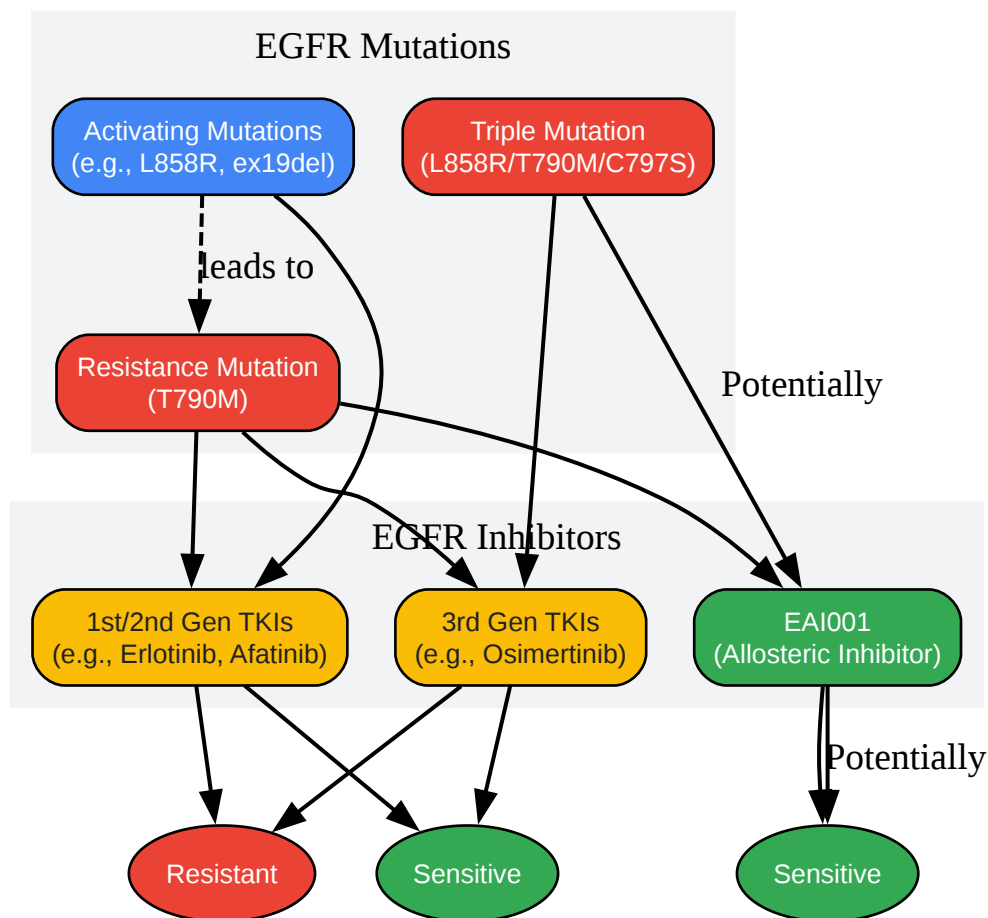 EGFR Mutations
Activating Mutations
(e.g., L858R, ex19del)
Triple Mutation
(L858R/T790M/C797S)
leads to
Resistance Mutation
(T790M)
Potentially
EGFR Inhibitors
1st/2nd Gen TKIs
(e.g., Erlotinib, Afatinib)
3rd Gen TKIs
(e.g., Osimertinib)
EAI001
(Allosteric Inhibitor)
Potentially
Resistant
Sensitive
Sensitive